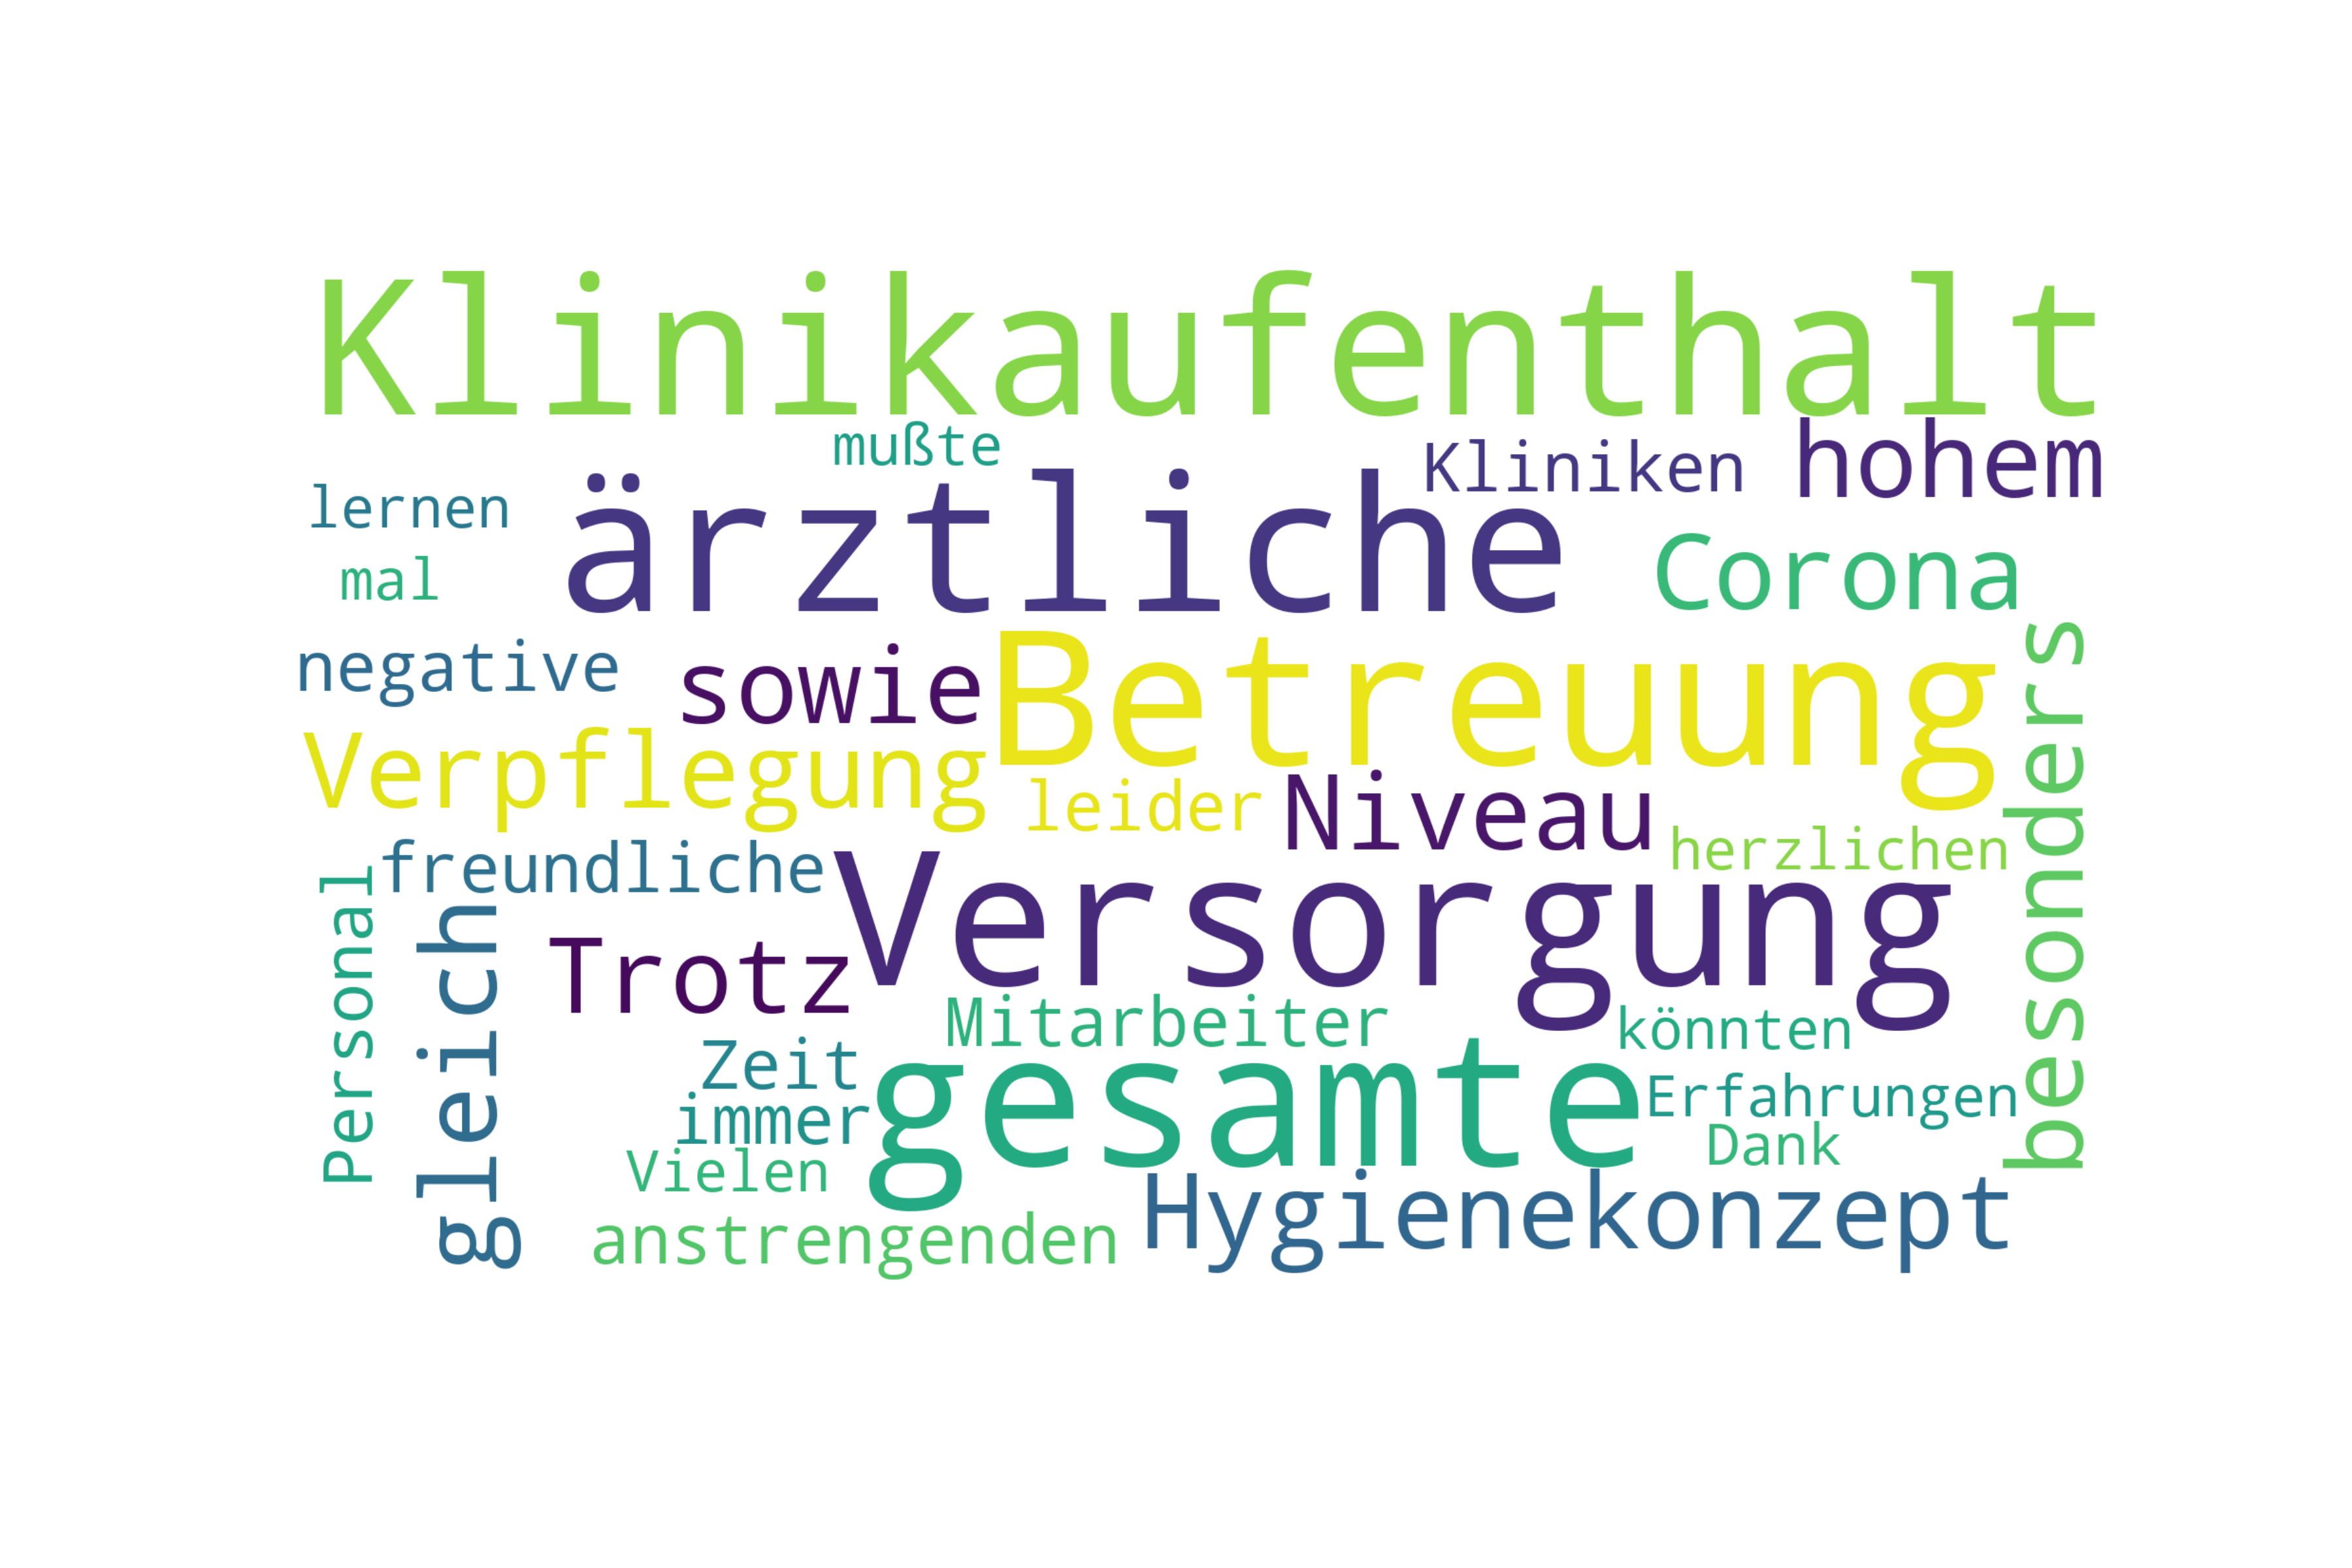 Klinikaufenthalt
mußte
Kliniken
hohem
lernen
ärztliche
Corona
mal
negative
sowie
Betreuung
besonders
Verpflegung
leider
Niveau
herzlichen
freundliche
Personal
gleich
Versorgung
Trotz
Mitarbeiter
könnten
Zeit
gesamte
Erfahrungen
immer
Dank
Vielen
Hygienekonzept
anstrengenden